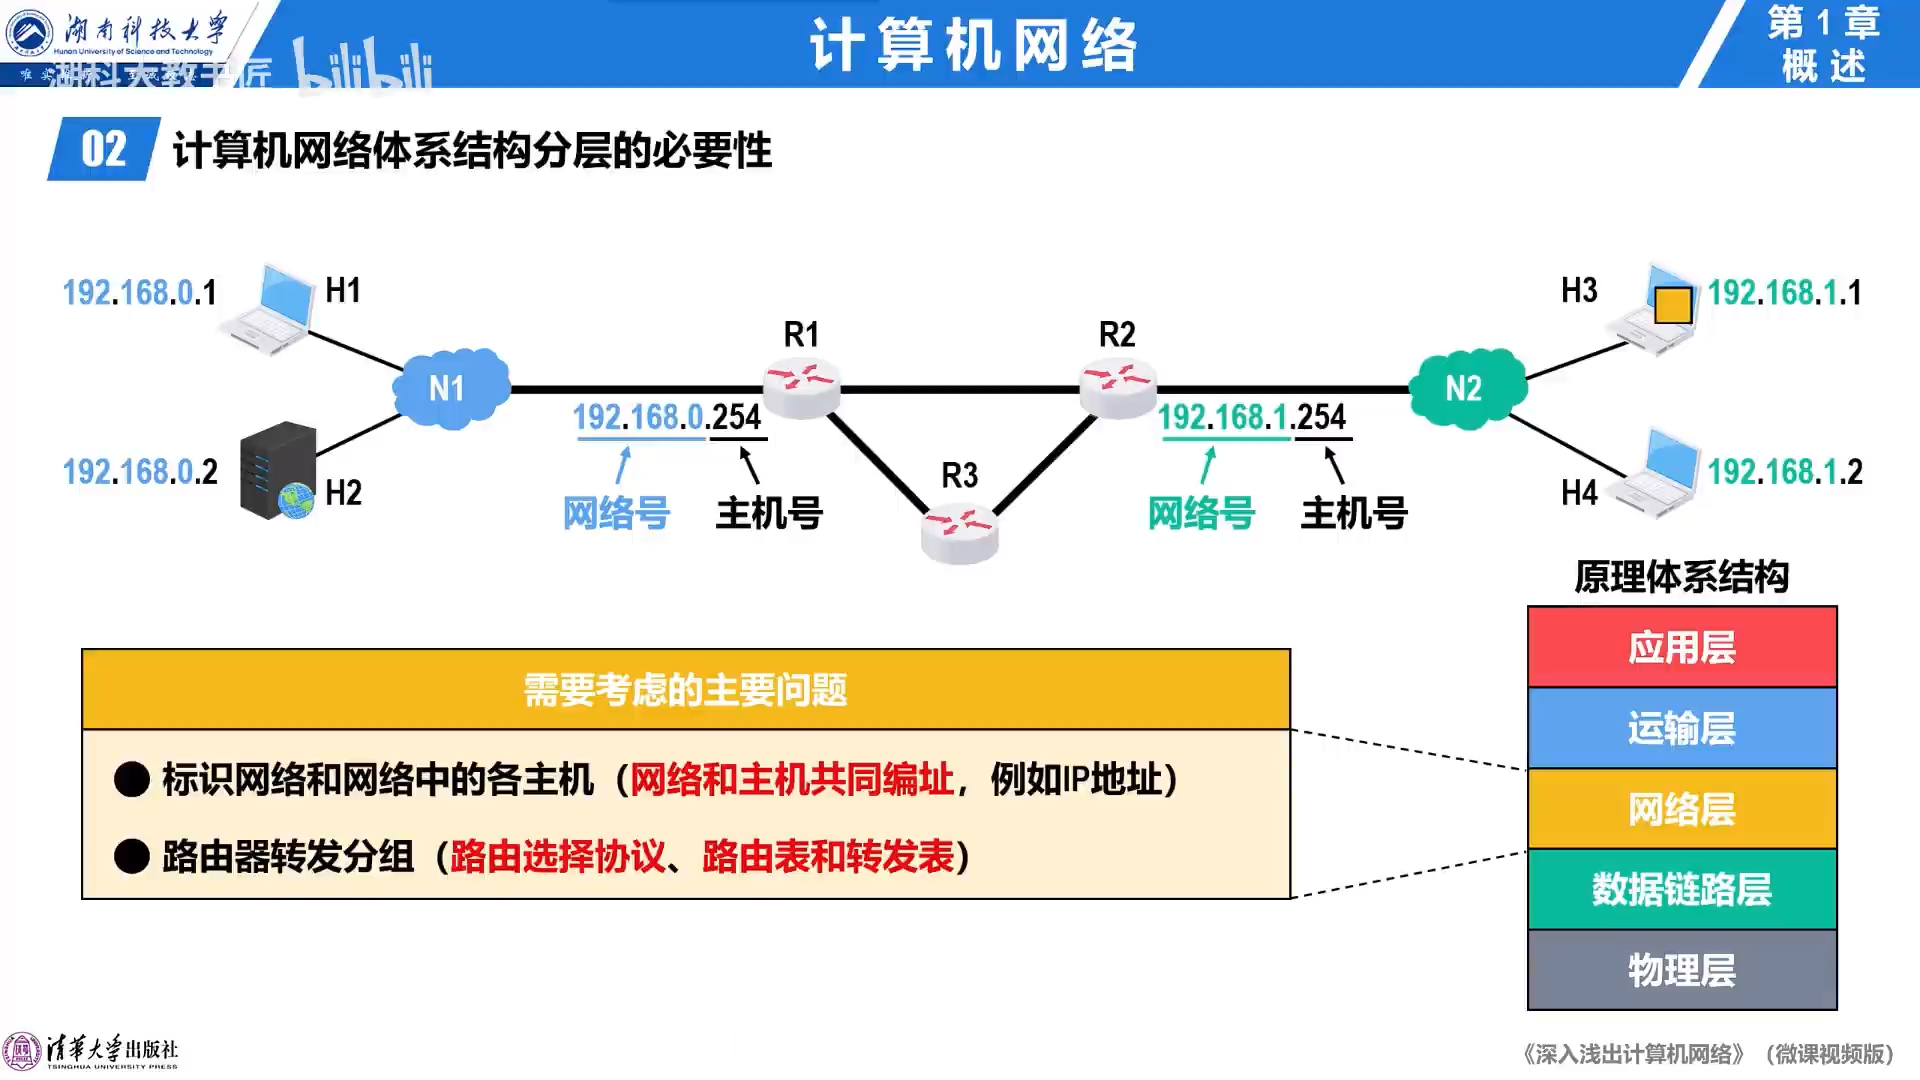 湖南科技大学
Hunan University of Science and Technology
湖科大教书匠 bilibili
计算机网络
第1章
概述
02 计算机网络体系结构分层的必要性
192.168.0.1
H1
H3
192.168.1.1
R1
R2
N1
N2
192.168.0.254
192.168.1.254
192.168.0.2
H2
R3
H4
192.168.1.2
网络号
主机号
网络号
主机号
原理体系结构
应用层
运输层
网络层
数据链路层
物理层
需要考虑的主要问题
● 标识网络和网络中的各主机（网络和主机共同编址，例如IP地址）
● 路由器转发分组（路由选择协议、路由表和转发表）
清华大学出版社
TSINGHUA UNIVERSITY PRESS
《深入浅出计算机网络》（微课视频版）